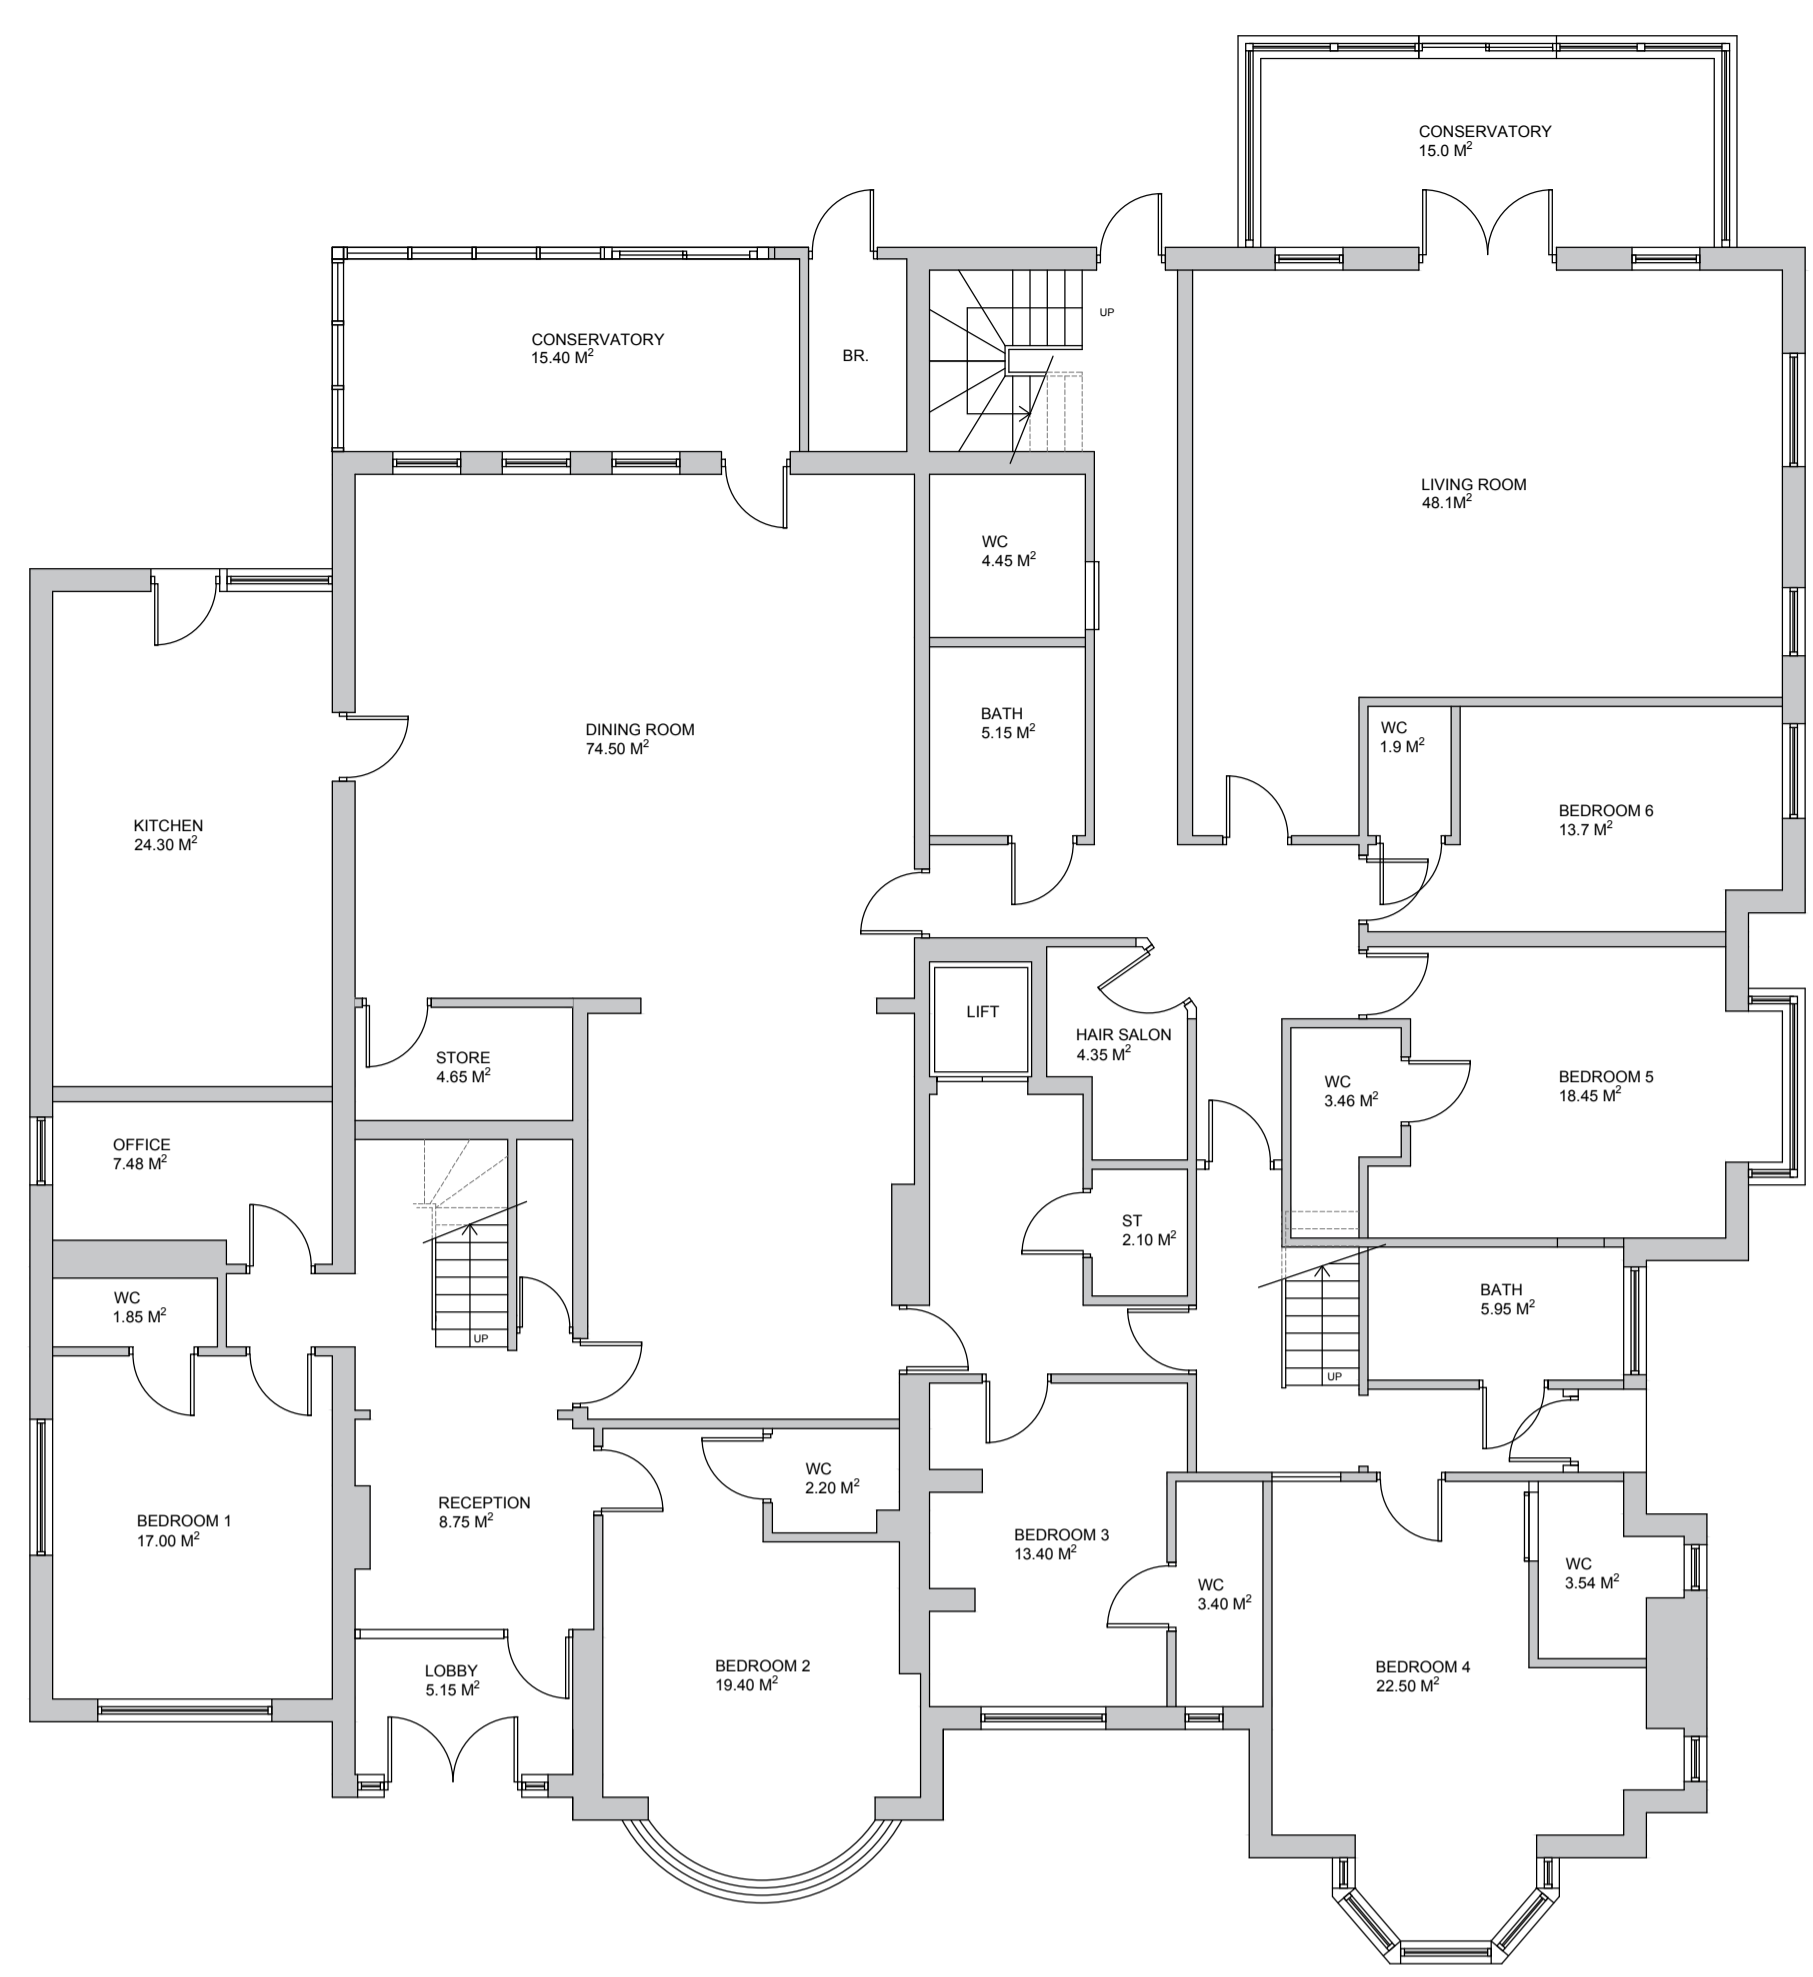 CONSERVATORY
15.0 M²
UP
CONSERVATORY
15.40 M²
BR.
LIVING ROOM
48.1M²
WC
4.45 M²
BATH
5.15 M²
DINING ROOM
74.50 M²
WC
1.9 M²
BEDROOM 6
13.7 M²
KITCHEN
24.30 M²
LIFT
HAIR SALON
4.35 M²
STORE
4.65 M²
WC
3.46 M²
BEDROOM 5
18.45 M²
OFFICE
7.48 M²
ST
2.10 M²
WC
1.85 M²
BATH
5.95 M²
UP
UP
WC
2.20 M²
RECEPTION
8.75 M²
BEDROOM 1
17.00 M²
BEDROOM 3
13.40 M²
WC
3.54 M²
WC
3.40 M²
LOBBY
5.15 M²
BEDROOM 2
19.40 M²
BEDROOM 4
22.50 M²